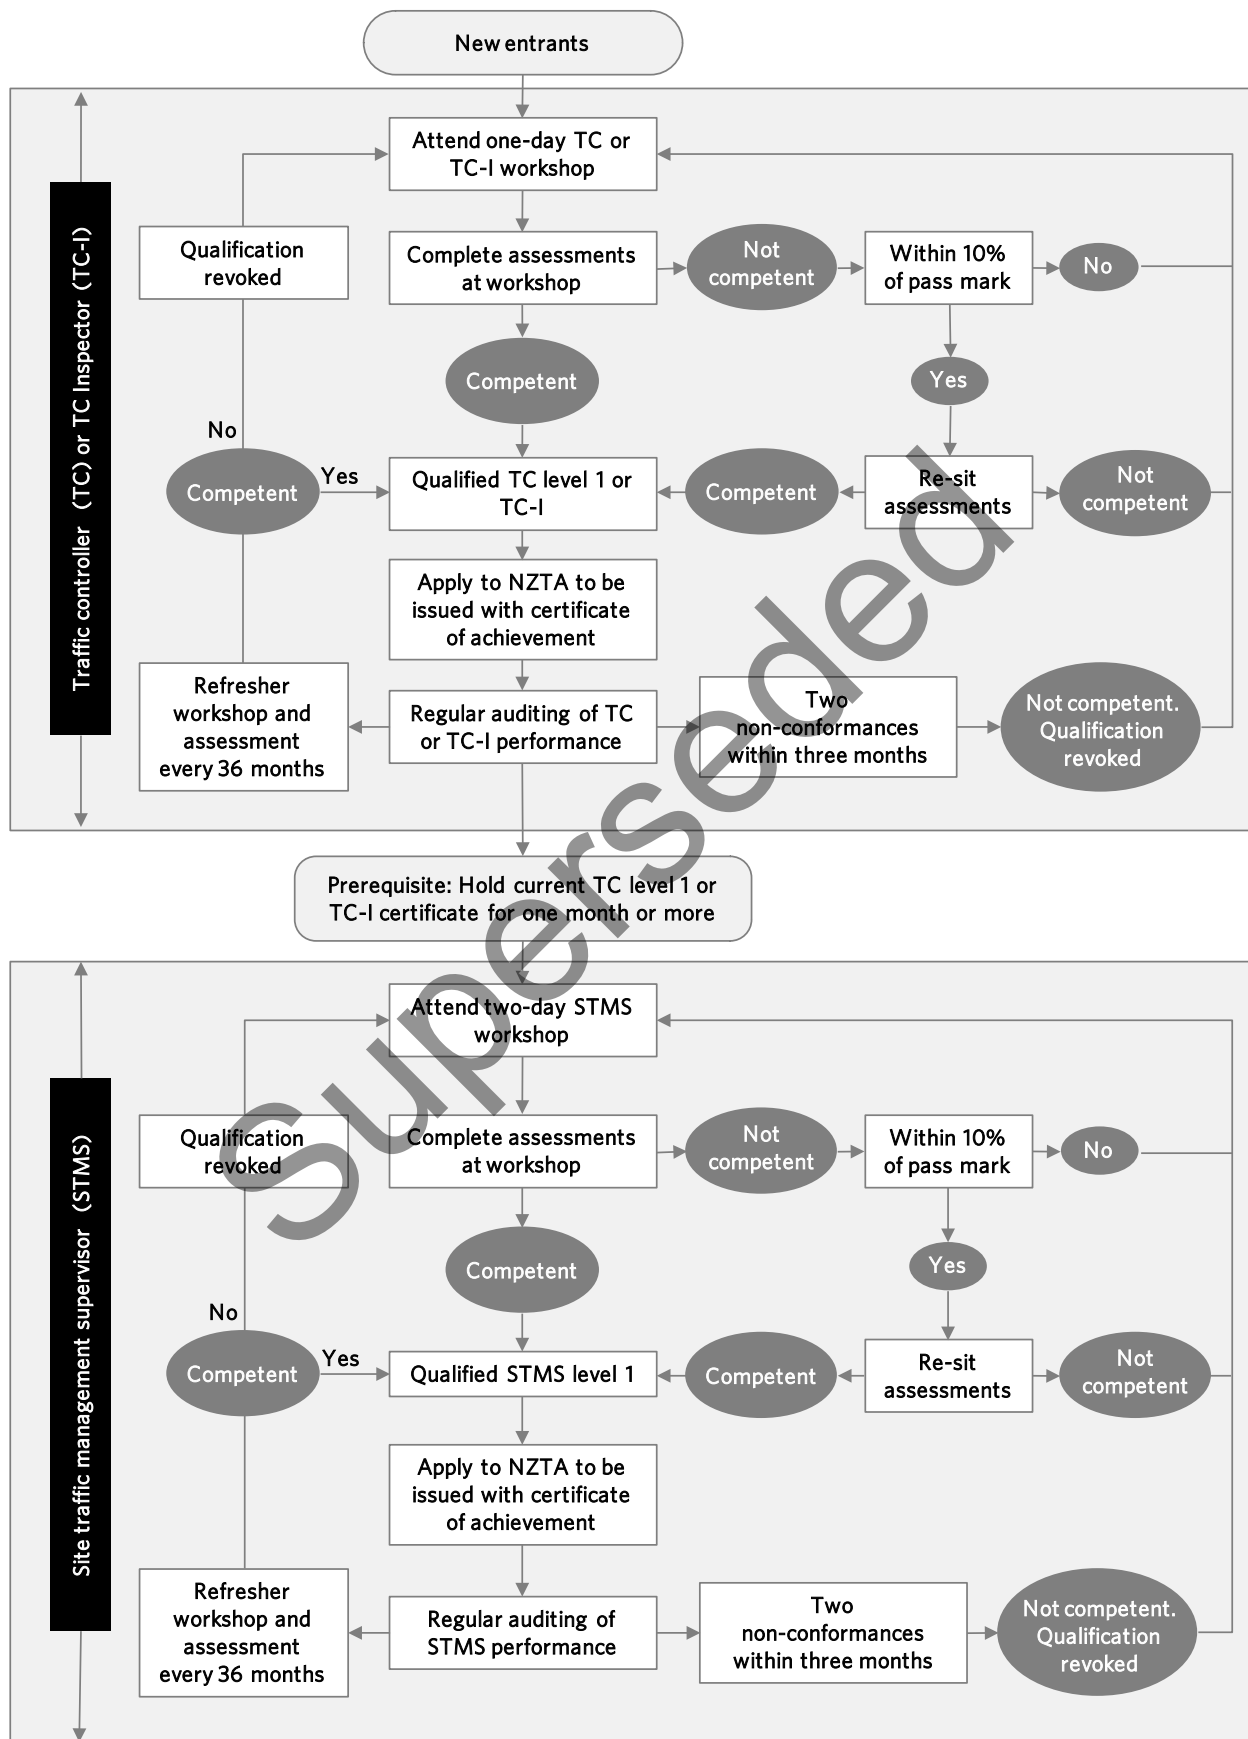 New entrants
Traffic controller (TC) or TC Inspector (TC-I)
Attend one-day TC or
TC-I workshop
Qualification
revoked
Complete assessments
at workshop
Not
competent
Within 10%
of pass mark
No
Competent
Yes
No
Competent
Yes
Qualified TC level 1 or
TC-I
Competent
Re-sit
assessments
Not
competent
Apply to NZTA to be
issued with certificate
of achievement
Refresher
workshop and
assessment
every 36 months
Regular auditing of TC
or TC-I performance
Two
non-conformances
within three months
Not competent.
Qualification
revoked
Prerequisite: Hold current TC level 1 or
TC-I certificate for one month or more
Superseded
Site traffic management supervisor (STMS)
Attend two-day STMS
workshop
Qualification
revoked
Complete assessments
at workshop
Not
competent
Within 10%
of pass mark
No
Competent
Yes
No
Competent
Yes
Qualified STMS level 1
Competent
Re-sit
assessments
Not
competent
Apply to NZTA to be
issued with certificate
of achievement
Refresher
workshop and
assessment
every 36 months
Regular auditing of
STMS performance
Two
non-conformances
within three months
Not competent.
Qualification
revoked